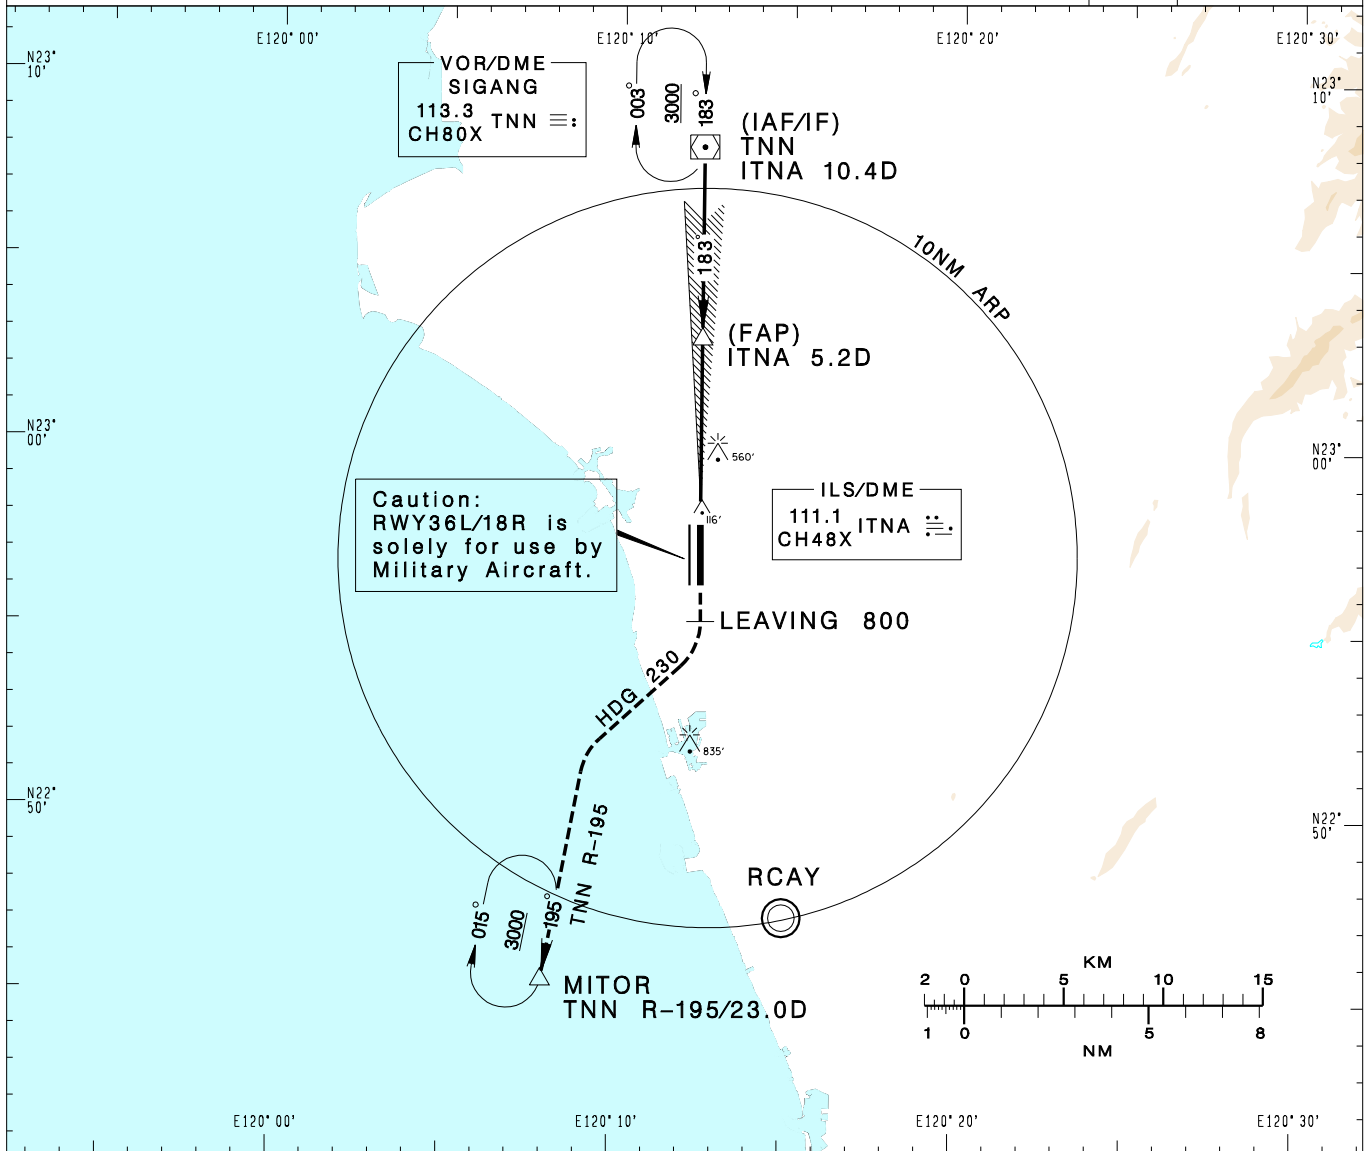 E120° 00'
E120° 10'
E120° 20'
E120° 30'
N23°
10'
N23°
10'
VOR/DME
SIGANG
113.3
CH80X
TNN
003°
3000
183°
(IAF/IF)
TNN
ITNA 10.4D
183°
10NM ARP
(FAP)
ITNA 5.2D
N23°
00'
N23°
00'
560'
Caution:
RWY36L/18R is
solely for use by
Military Aircraft.
116'
ILS/DME
111.1
CH48X
ITNA
LEAVING 800
HDG 230
835'
N22°
50'
N22°
50'
TNN R-195
RCAY
015°
3000
195°
MITOR
TNN R-195/23.0D
KM
2 0 5 10 15
1 0 5 8
NM
E120° 00'
E120° 10'
E120° 20'
E120° 30'